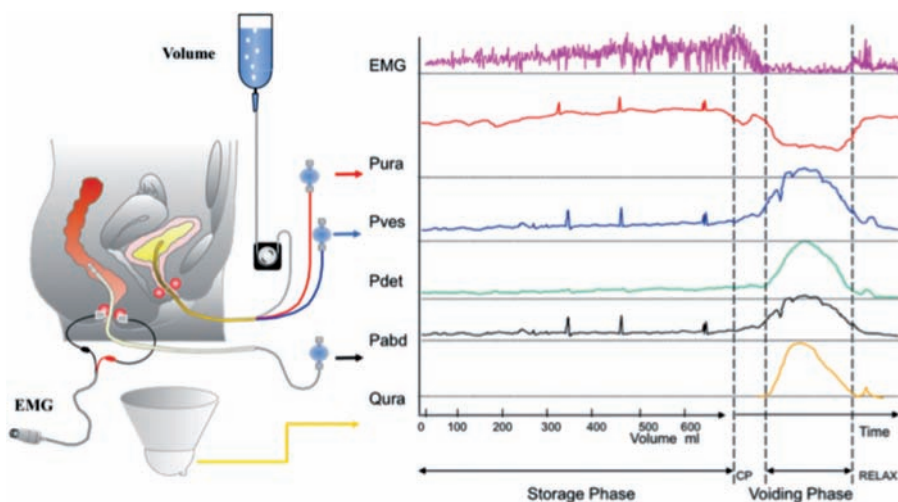 Volume
EMG
EMG
Pura
Pves
Pdet
Pabd
Qura
0 100 200 300 400 500 600
Volume ml
Time
CP
RELAX
Storage Phase
Voiding Phase